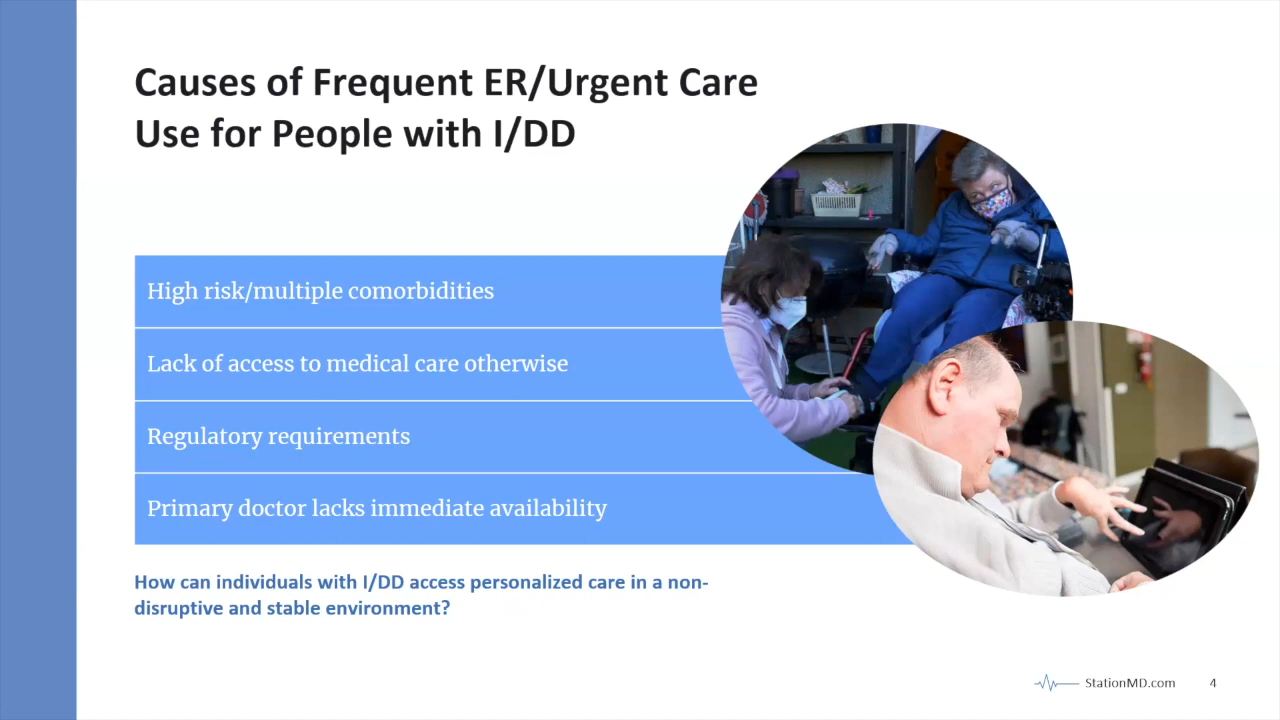 Causes of Frequent ER/Urgent Care
Use for People with I/DD
High risk/multiple comorbidities
Lack of access to medical care otherwise
Regulatory requirements
Primary doctor lacks immediate availability
How can individuals with I/DD access personalized care in a non-
disruptive and stable environment?
StationMD.com 4